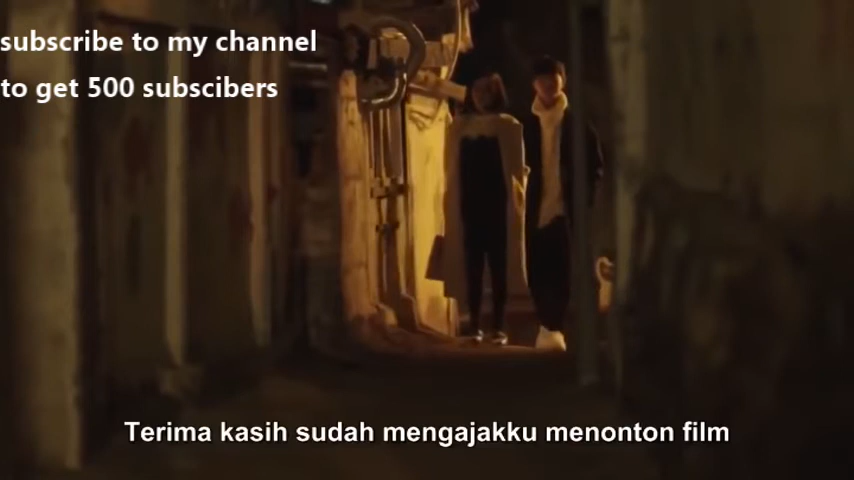 subscribe to my channel
to get 500 subscibers
Terima kasih sudah mengajakku menonton film